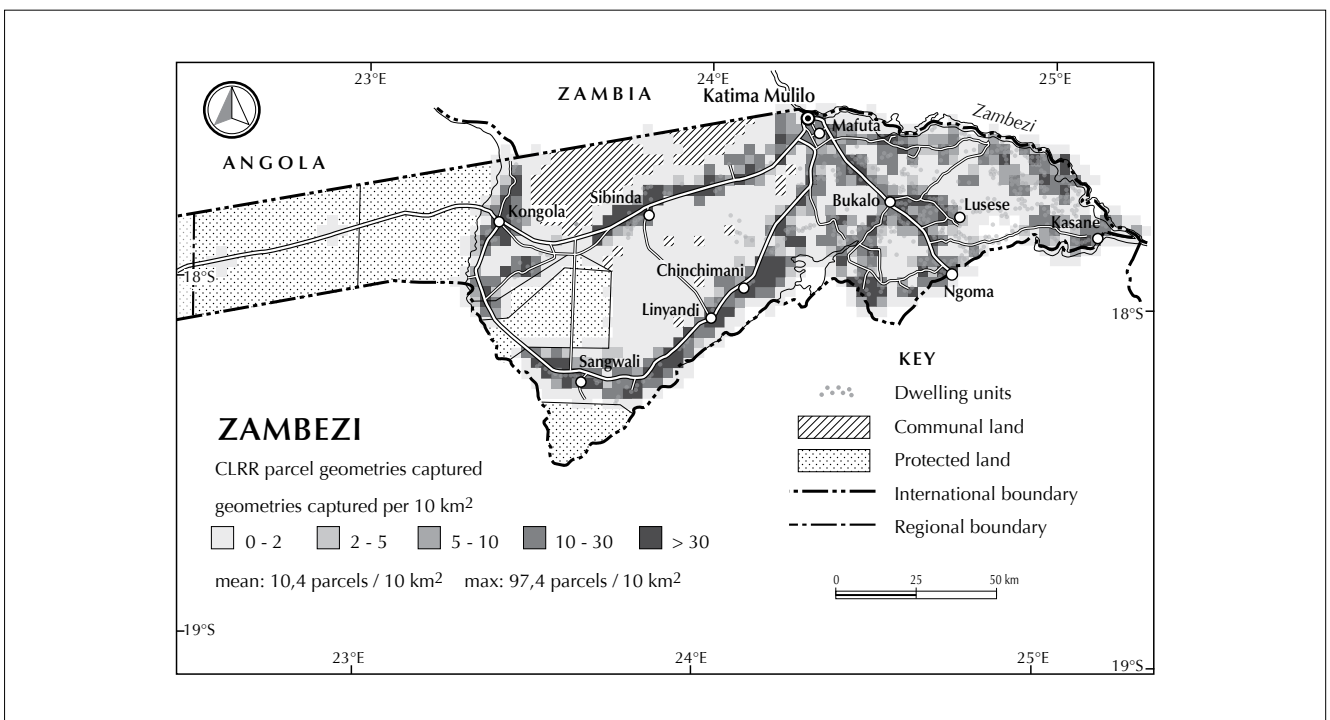 23°E
24°E
25°E
ZAMBIA
Katima Mulilo
Zambezi
Mafuta
ANGOLA
Sibinda
Bukalo
Lusese
Kongola
Kasane
18°S
Chinchimani
Linyandi
Ngoma
18°S
Sangwali
KEY
Dwelling units
Communal land
Protected land
International boundary
Regional boundary
0 25 50 km
ZAMBEZI
CLRR parcel geometries captured
geometries captured per 10 km²
0 - 2 2 - 5 5 - 10 10 - 30 > 30
mean: 10,4 parcels / 10 km² max: 97,4 parcels / 10 km²
19°S
23°E
24°E
25°E
19°S